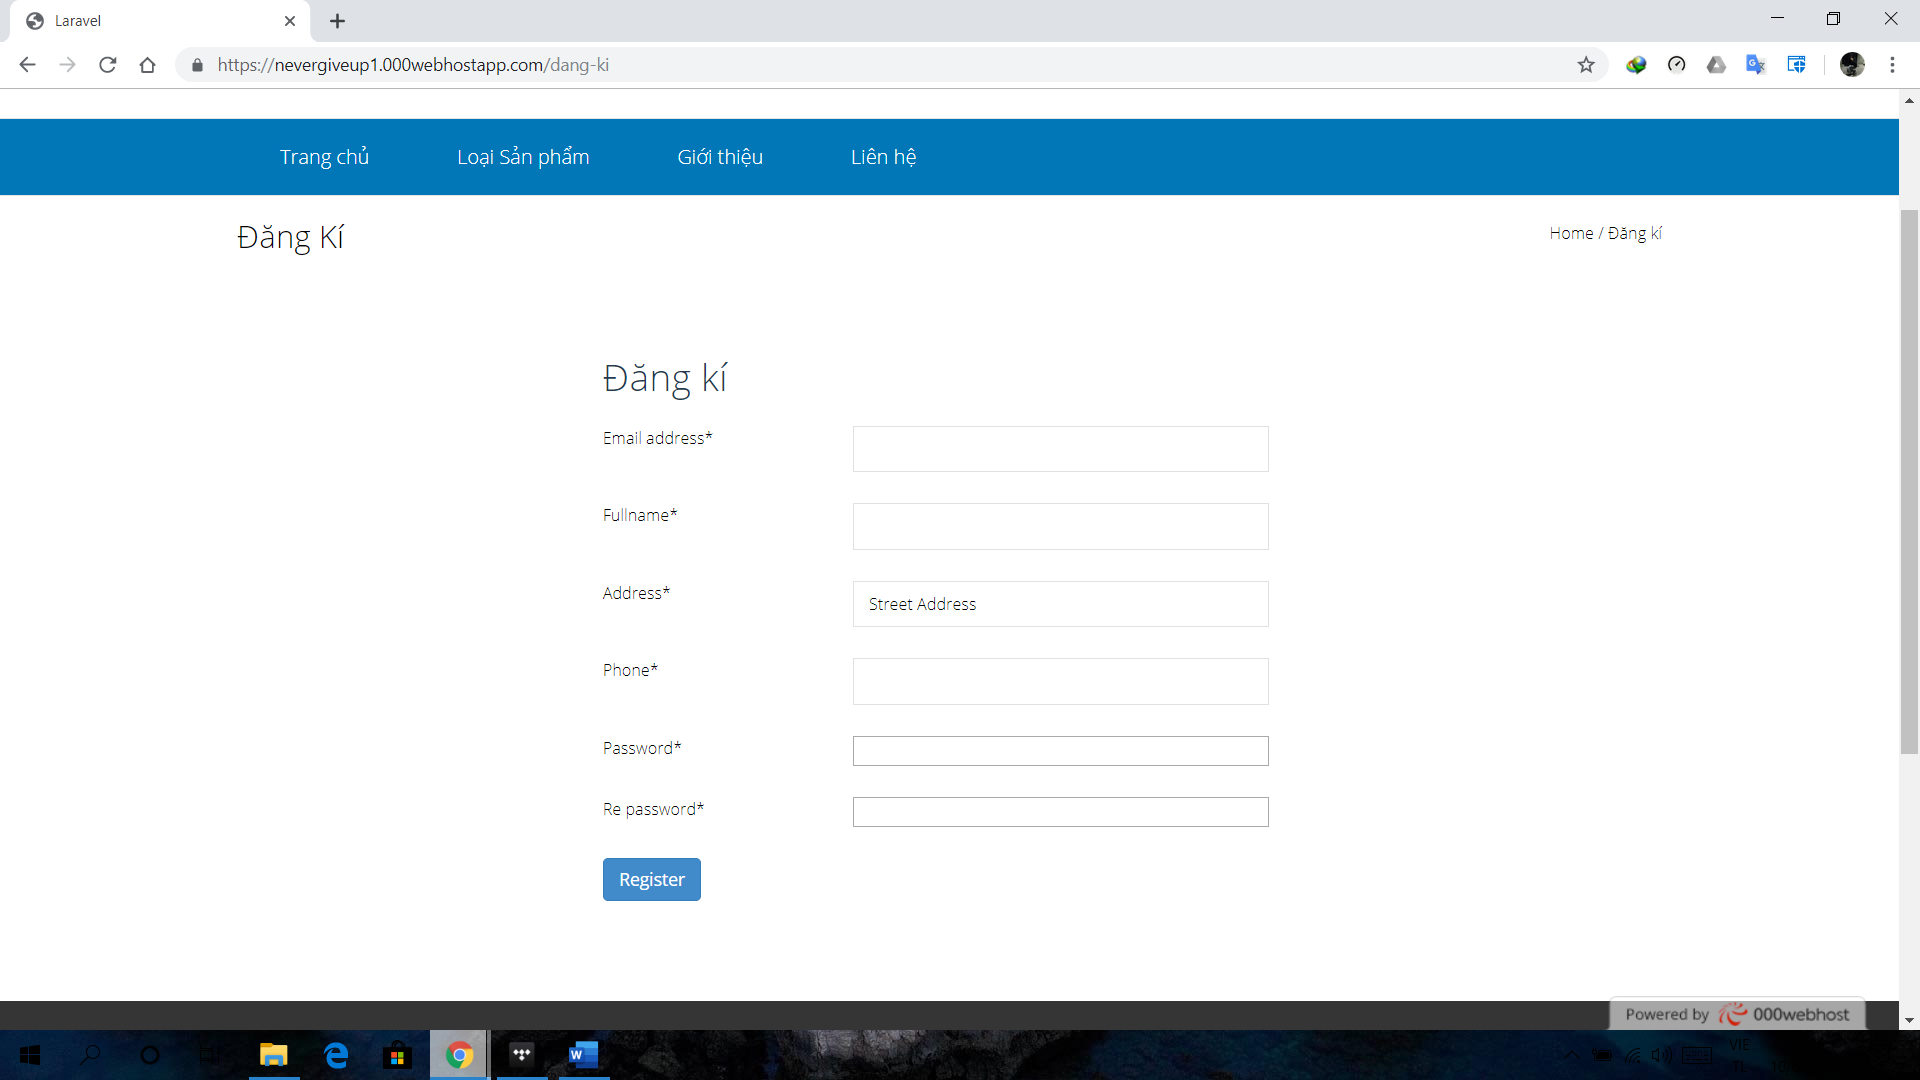 Laravel
https://nevergiveup1.000webhostapp.com/dang-ki
Trang chủ Loại Sản phẩm Giới thiệu Liên hệ
Đăng Kí
Home / Đăng kí
Đăng kí
Email address*
Fullname*
Address* Street Address
Phone*
Password*
Re password*
Register
Powered by 000webhost
VIE